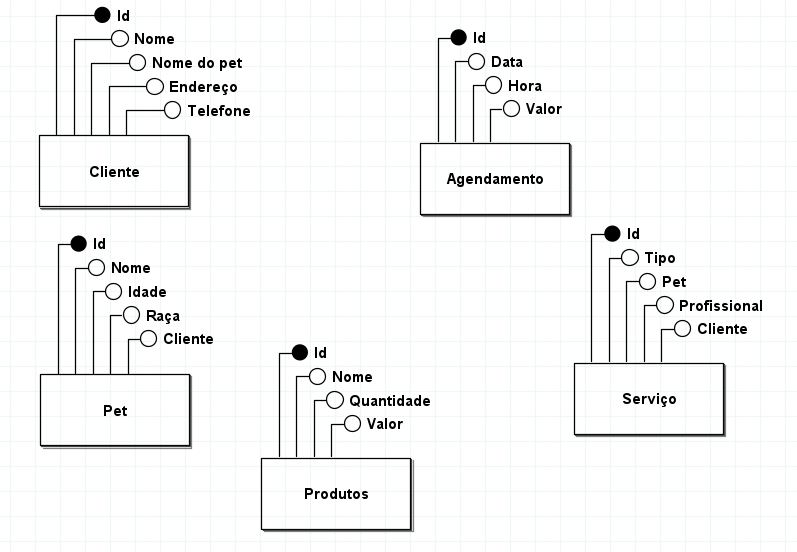 Id
Nome
Nome do pet
Endereço
Telefone
Cliente
Id
Data
Hora
Valor
Agendamento
Id
Nome
Idade
Raça
Cliente
Pet
Id
Tipo
Pet
Profissional
Cliente
Serviço
Id
Nome
Quantidade
Valor
Produtos